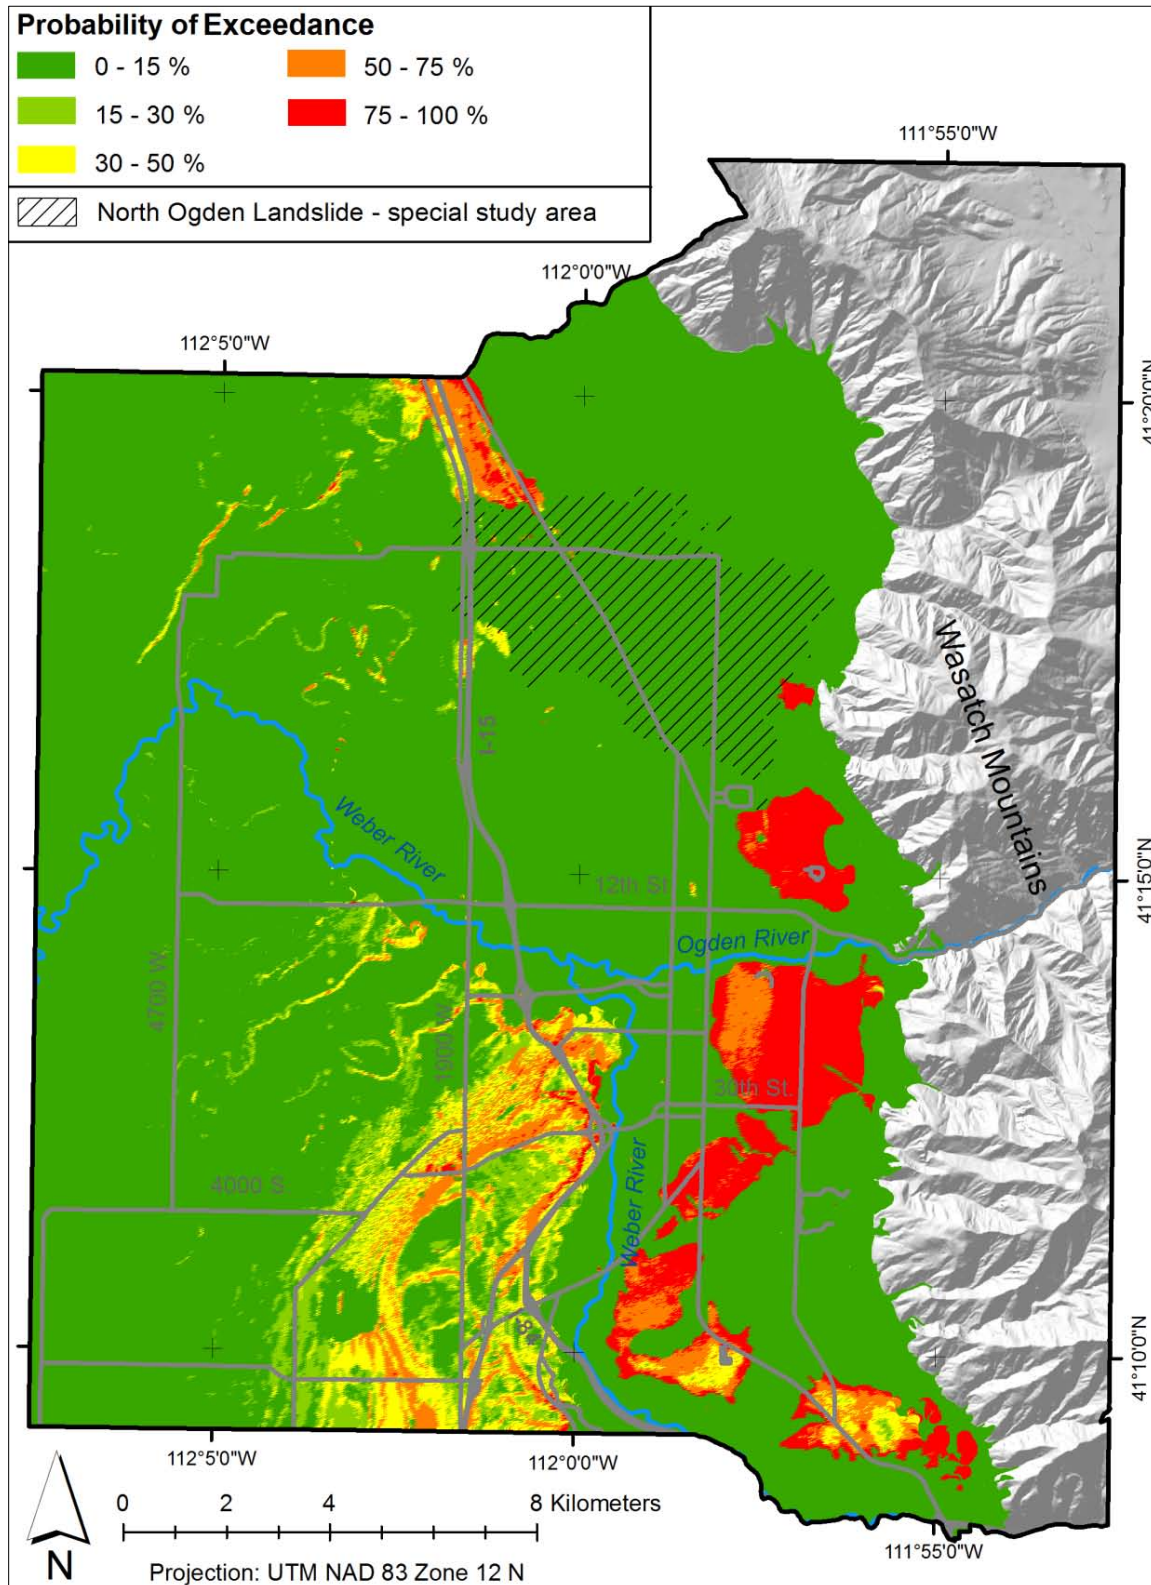 Probability of Exceedance
0 - 15 %
50 - 75 %
15 - 30 %
75 - 100 %
30 - 50 %
North Ogden Landslide - special study area
111°55'0"W
112°0'0"W
112°5'0"W
41°20'0"N
Wasatch Mountains
I-15
Weber River
41°15'0"N
12th St
Ogden River
4700 W.
1900 W.
30th St.
4000 S
Weber River
41°10'0"N
112°5'0"W
112°0'0"W
111°55'0"W
0 2 4 8 Kilometers
N
Projection: UTM NAD 83 Zone 12 N